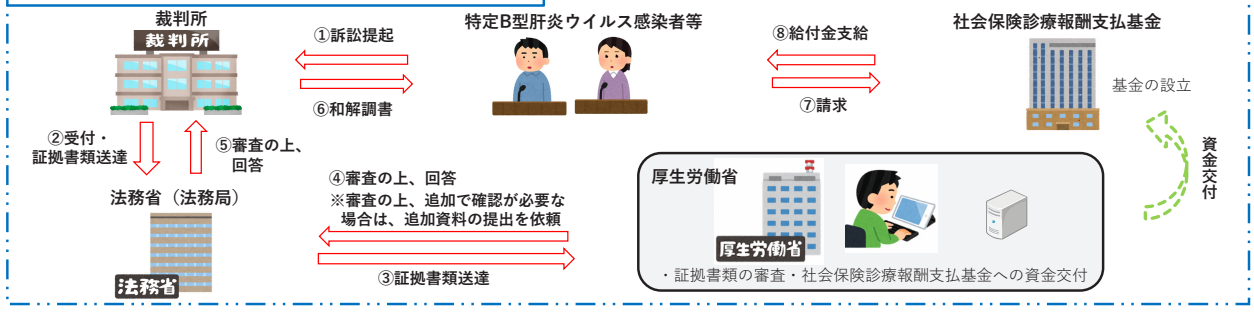 裁判所
裁判所
①訴訟提起
⑥和解調書
特定B型肝炎ウイルス感染者等
⑧給付金支給
⑦請求
社会保険診療報酬支払基金
基金の設立
②受付・
証拠書類送達
⑤審査の上、
回答
資金交付
法務省（法務局）
法務省
④審査の上、回答
※審査の上、追加で確認が必要な
場合は、追加資料の提出を依頼
③証拠書類送達
厚生労働省
厚生労働省
・証拠書類の審査・社会保険診療報酬支払基金への資金交付